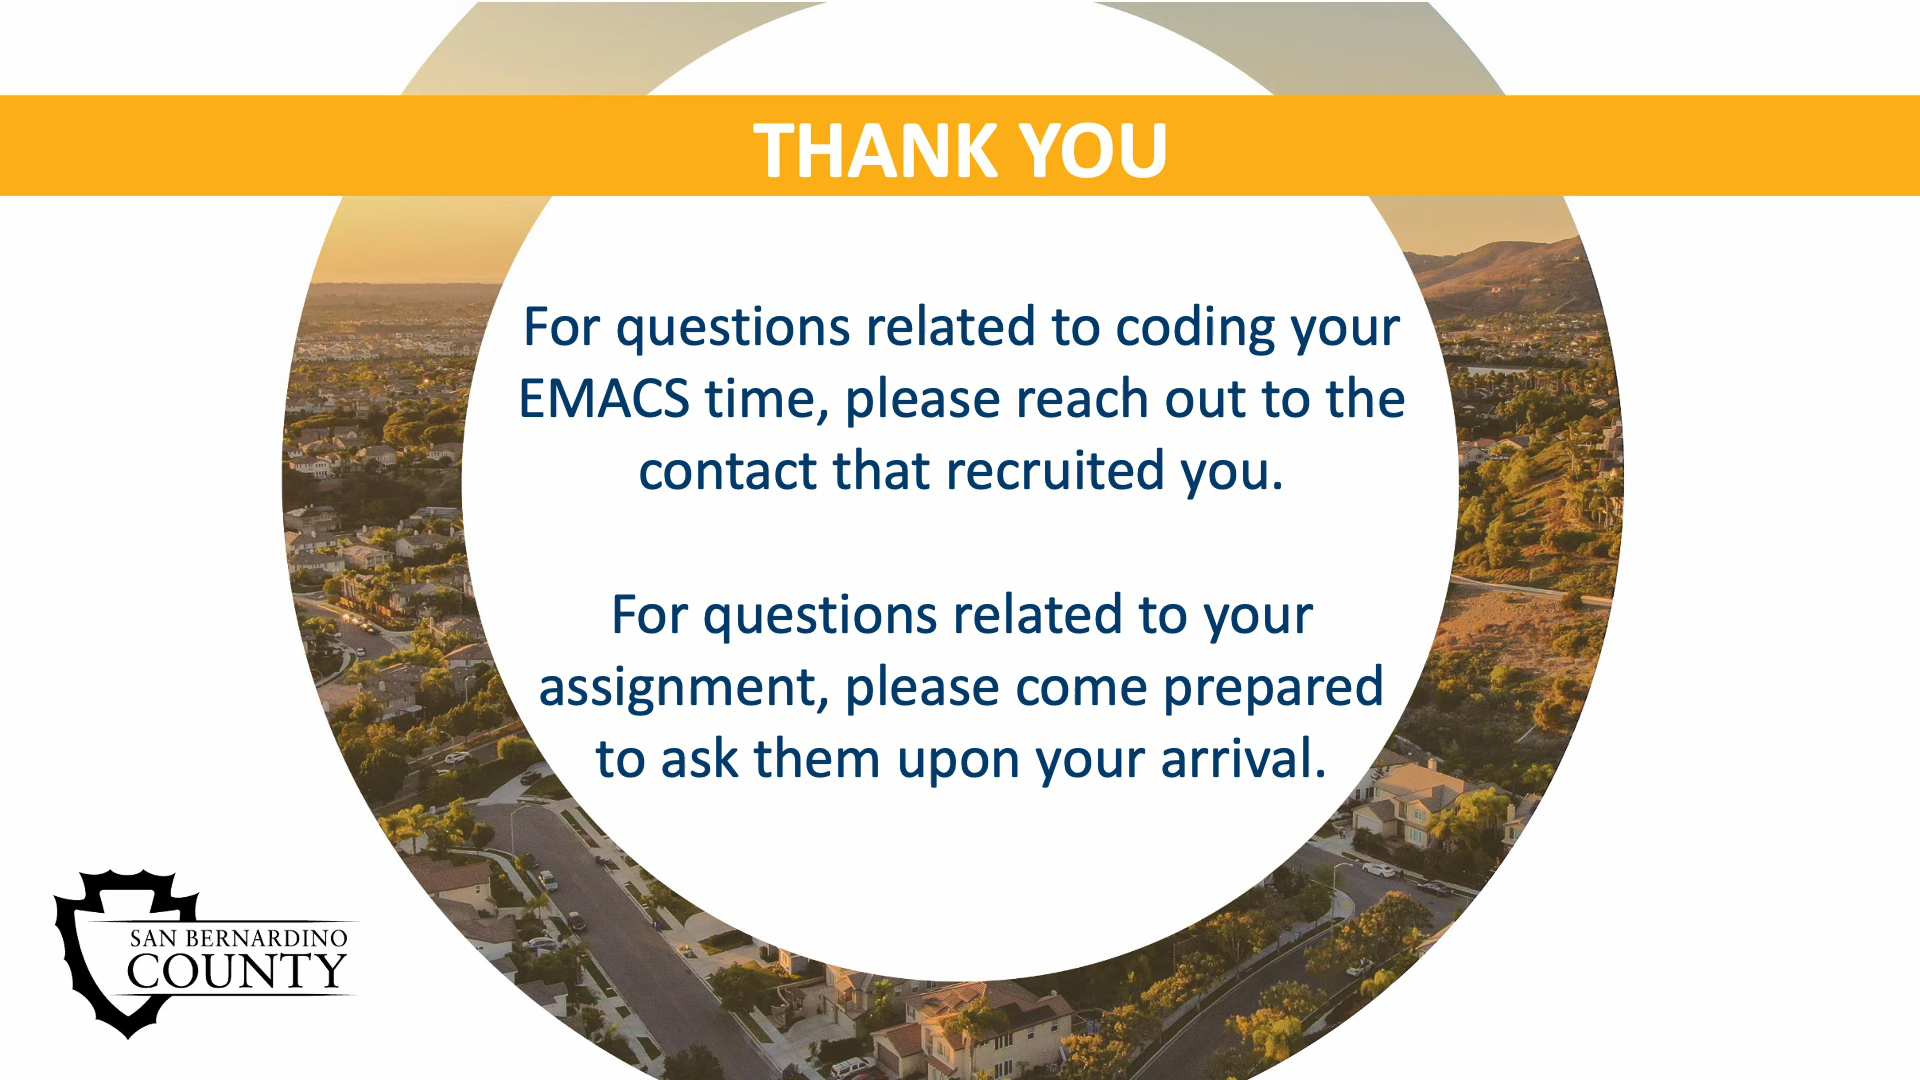 THANK YOU
For questions related to coding your
EMACS time, please reach out to the
contact that recruited you.
For questions related to your
assignment, please come prepared
to ask them upon your arrival.
SAN BERNARDINO
COUNTY